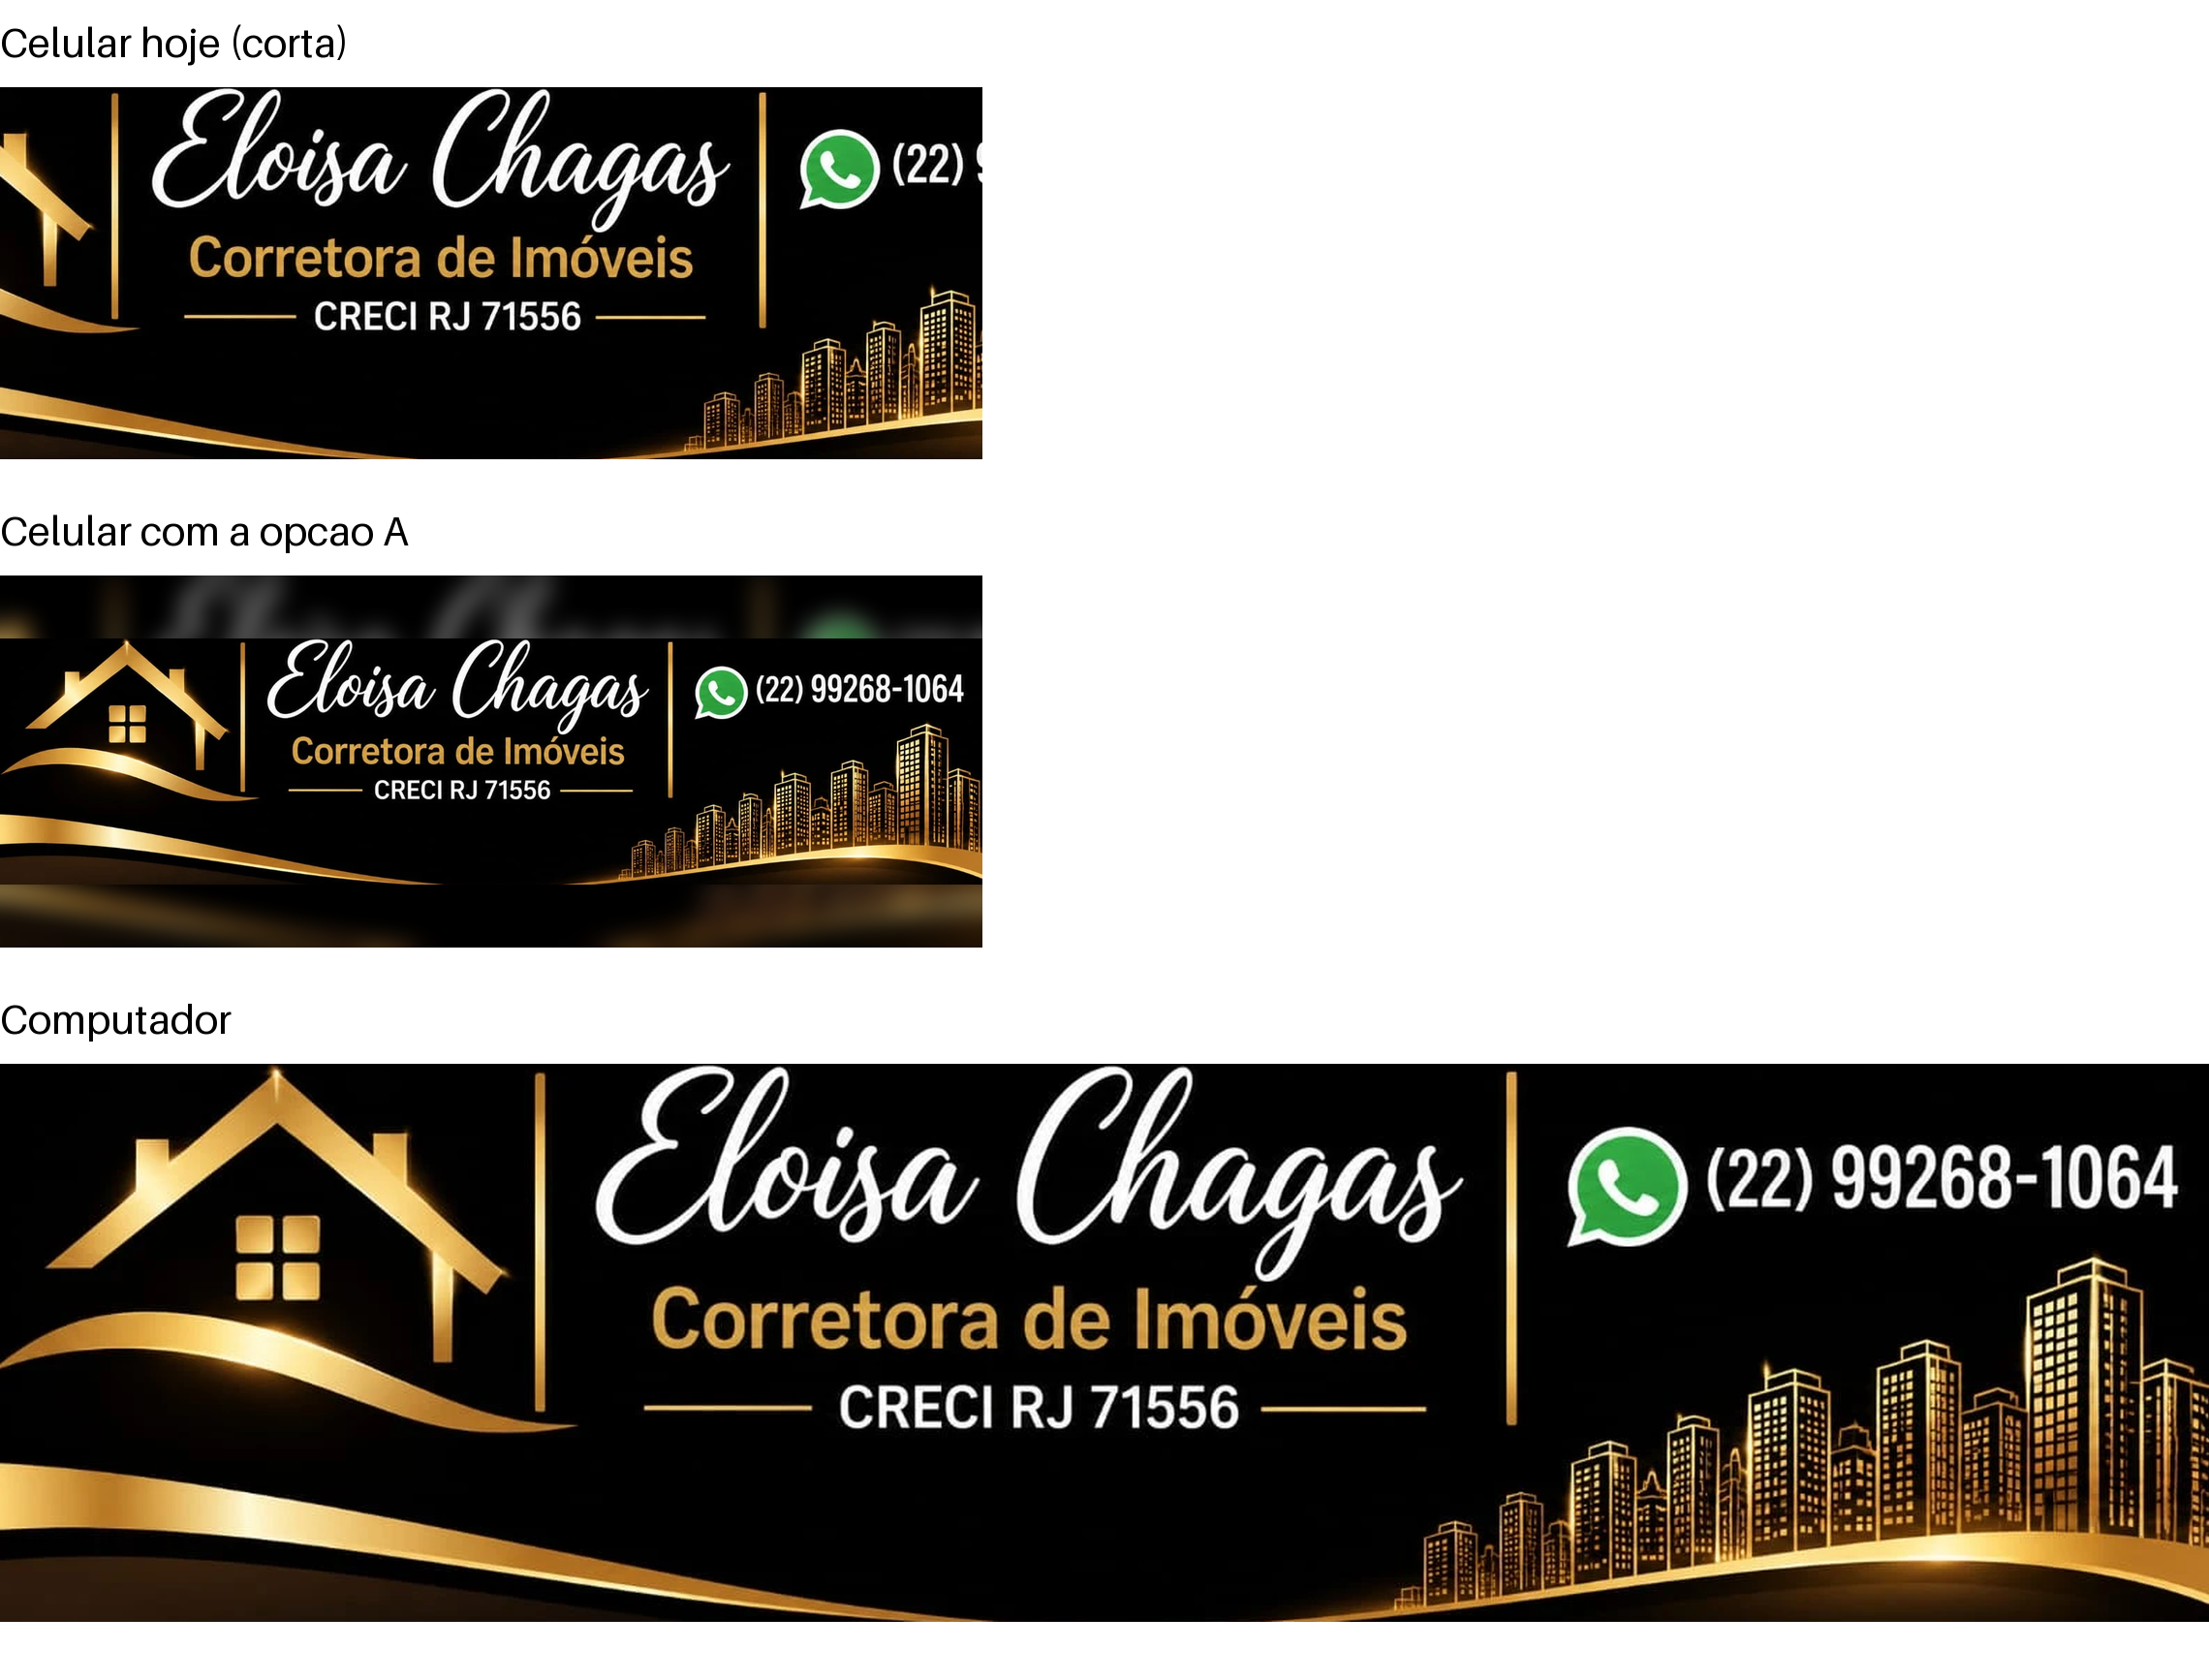 Celular hoje (corta)
Eloisa Chagas
(22) 9
Corretora de Imóveis
CRECI RJ 71556
Celular com a opcao A
Eloisa Chagas
(22) 99268-1064
Corretora de Imóveis
CRECI RJ 71556
Computador
Eloisa Chagas
(22) 99268-1064
Corretora de Imóveis
CRECI RJ 71556